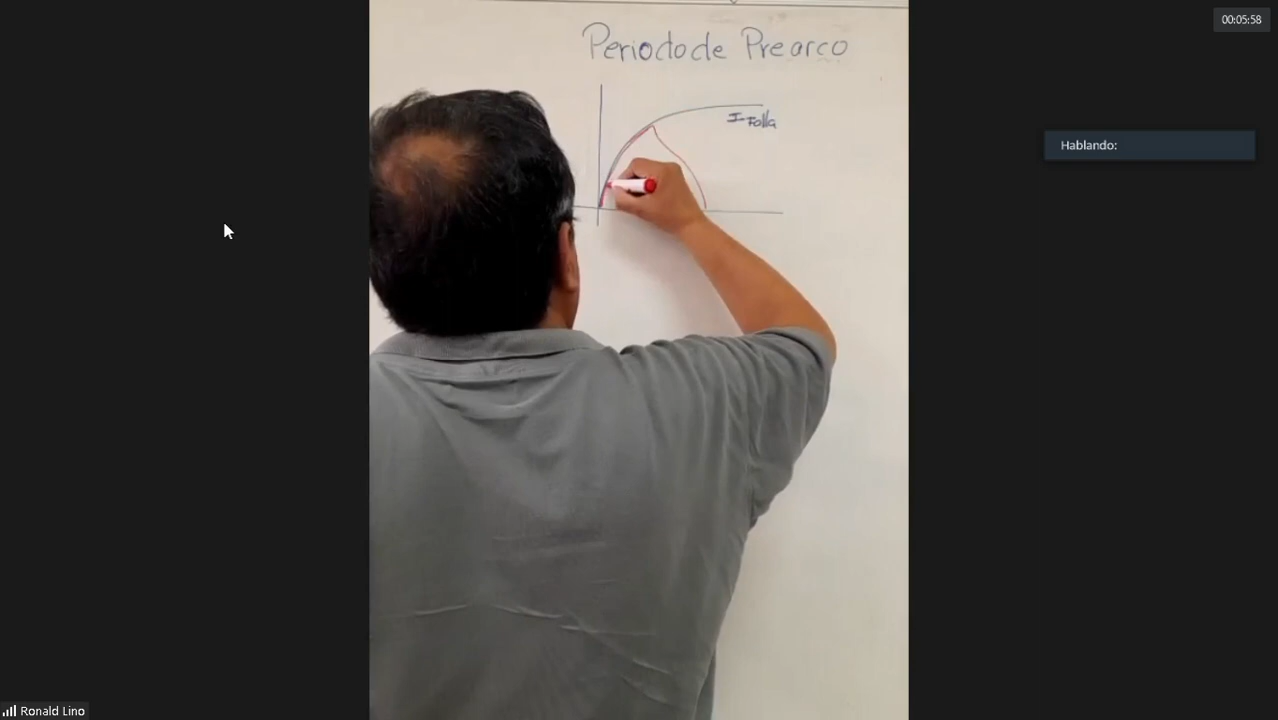 00:05:58
Periodo de Prearco
I Falla
Hablando:
Ronald Lino